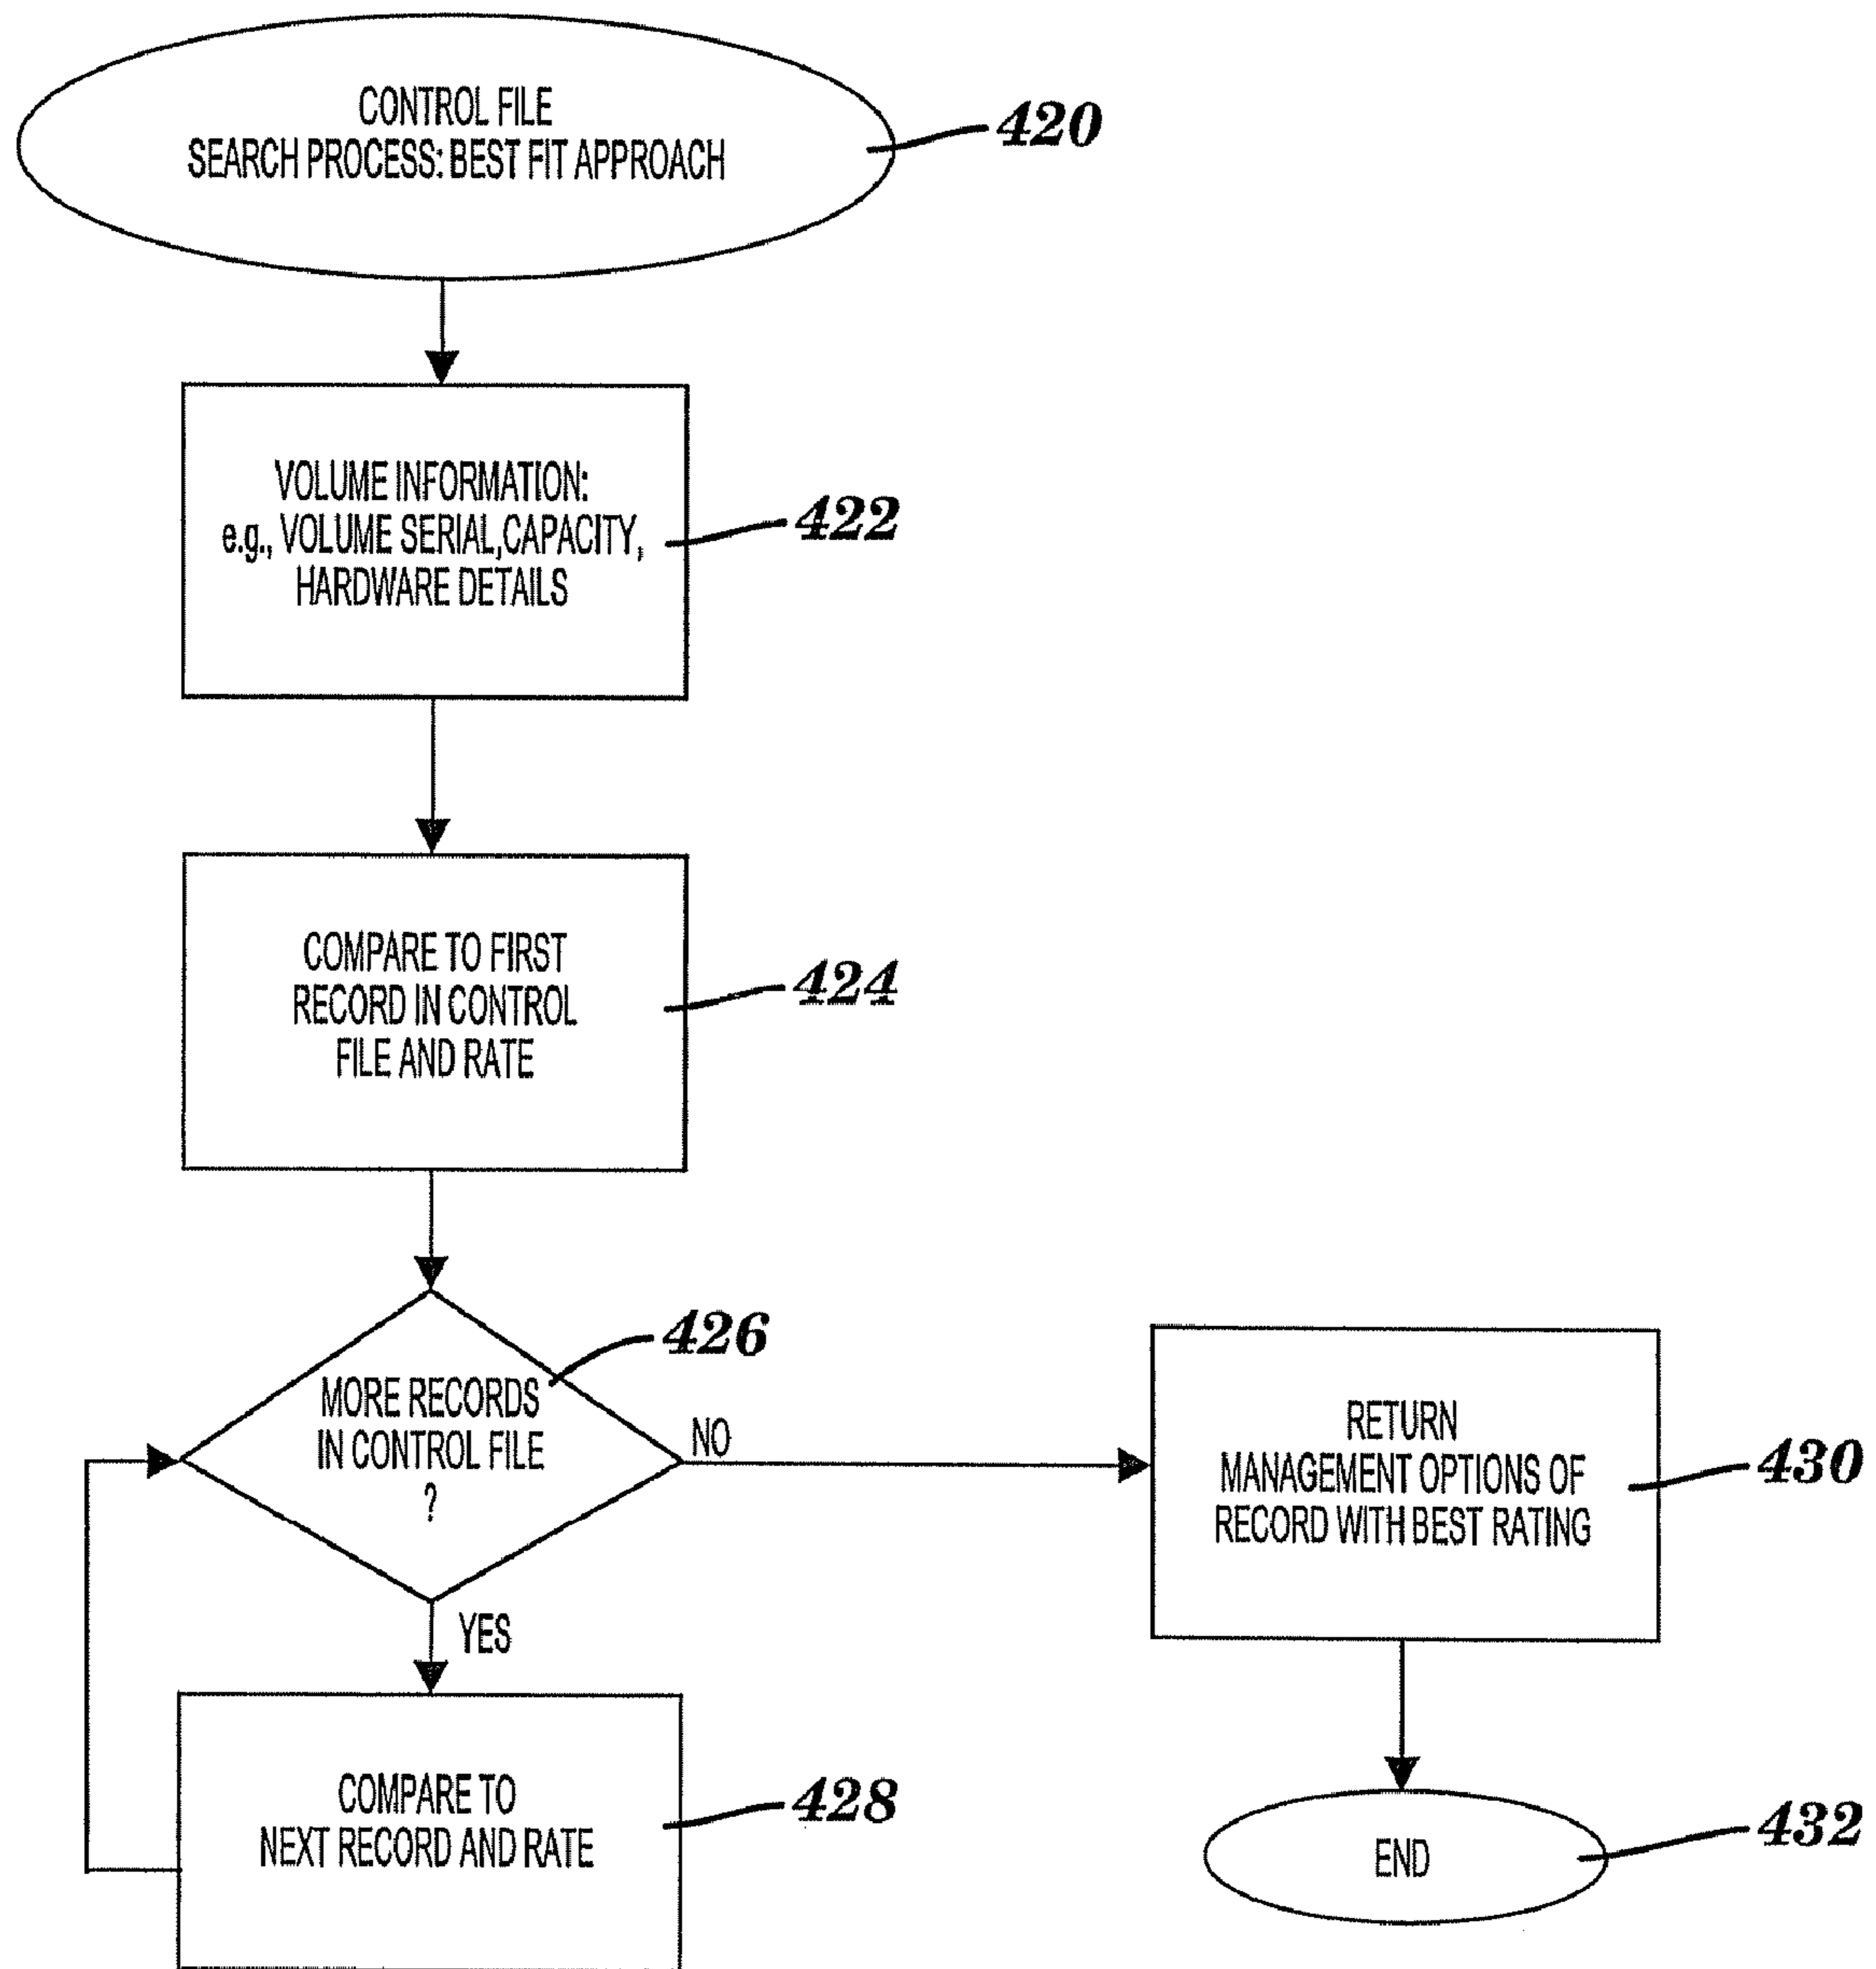 CONTROL FILE
SEARCH PROCESS: BEST FIT APPROACH
420
VOLUME INFORMATION:
e.g., VOLUME SERIAL,CAPACITY,
HARDWARE DETAILS
422
COMPARE TO FIRST
RECORD IN CONTROL
FILE AND RATE
424
426
MORE RECORDS
IN CONTROL FILE
?
NO
YES
COMPARE TO
NEXT RECORD AND RATE
428
RETURN
MANAGEMENT OPTIONS OF
RECORD WITH BEST RATING
430
END
432